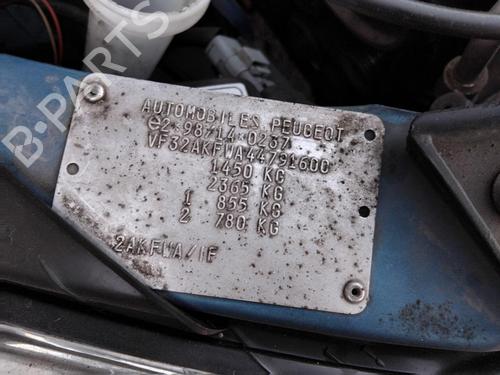 AUTOMOBILES PEUGEOT
e2*98/14*0237
VF32AKFWA44791600
1450 KG
2365 KG
1 855 KG
2 780 KG
2AKFWA/IF
B-PARTS